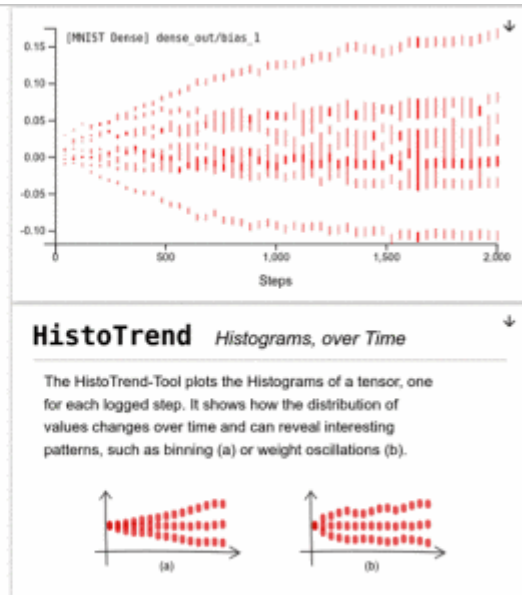 [MNIST Dense] dense_out/bias_1
0.15
0.10
0.05
0.00
-0.05
-0.10
0 500 1,000 1,500 2,000
Steps
HistoTrend Histograms, over Time
The HistoTrend-Tool plots the Histograms of a tensor, one
for each logged step. It shows how the distribution of
values changes over time and can reveal interesting
patterns, such as binning (a) or weight oscillations (b).
(a) (b)